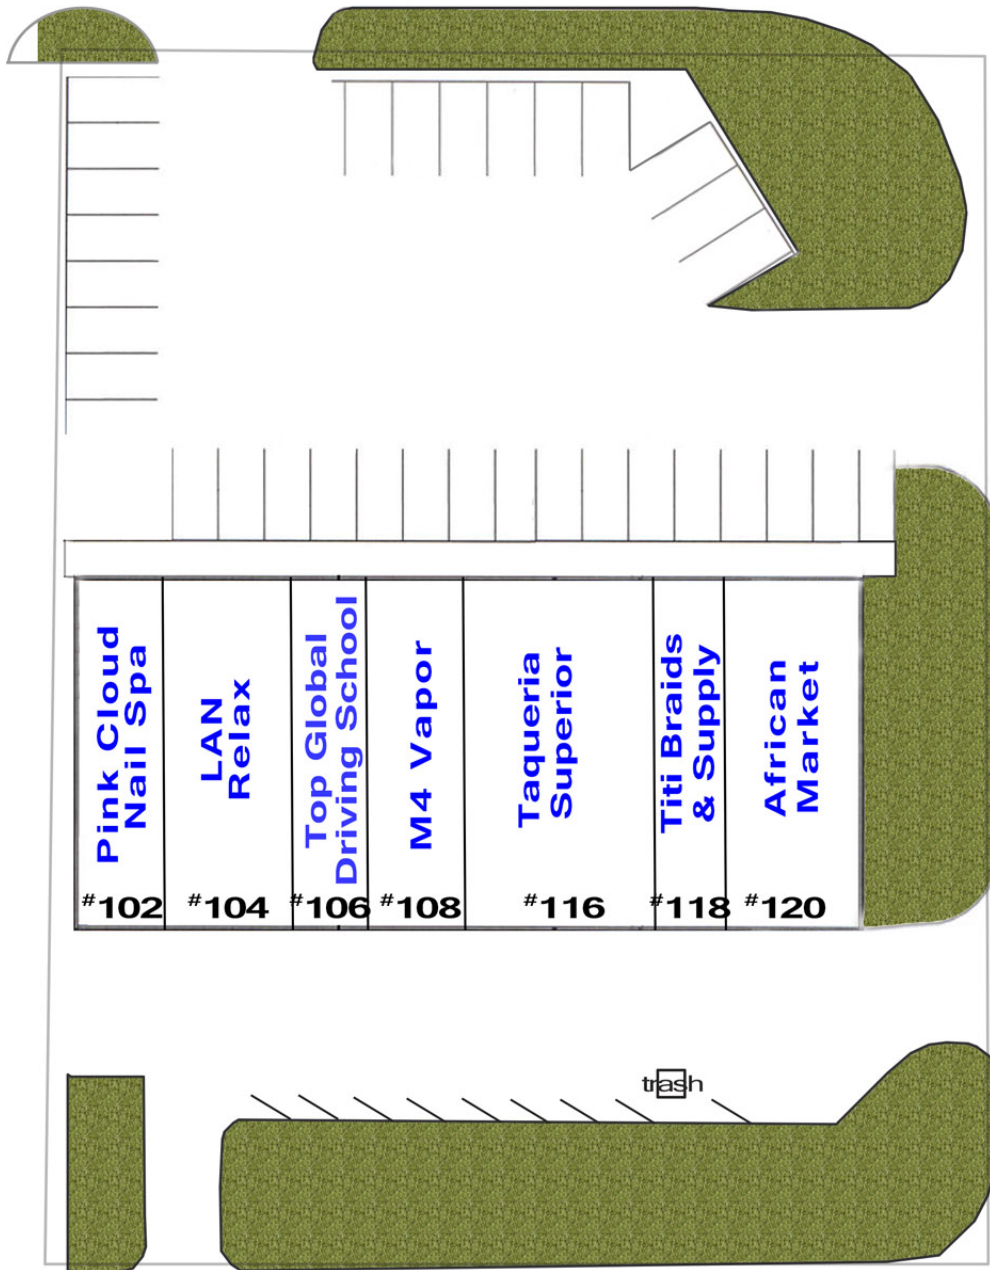 Pink Cloud
Nail Spa
#102
LAN
Relax
#104
Top Global
Driving School
#106
M4 Vapor
#108
Taqueria
Superior
#116
Titi Braids
& Supply
#118
African
Market
#120
trash